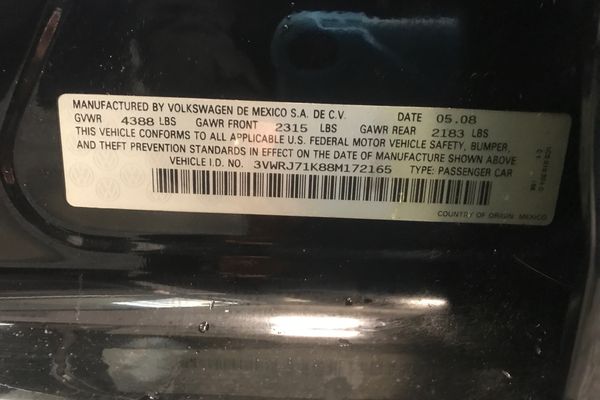 MANUFACTURED BY VOLKSWAGEN DE MEXICO S.A. DE C.V. DATE 05.08
GVWR 4388 LBS GAWR FRONT 2315 LBS GAWR REAR 2183 LBS
THIS VEHICLE CONFORMS TO ALL APPLICABLE U.S. FEDERAL MOTOR VEHICLE SAFETY, BUMPER,
AND THEFT PREVENTION STANDARDS IN EFFECT ON THE DATE OF MANUFACTURE SHOWN ABOVE
VEHICLE I.D. NO. 3VWRJ71K88M172165 TYPE: PASSENGER CAR
COUNTRY OF ORIGIN: MEXICO